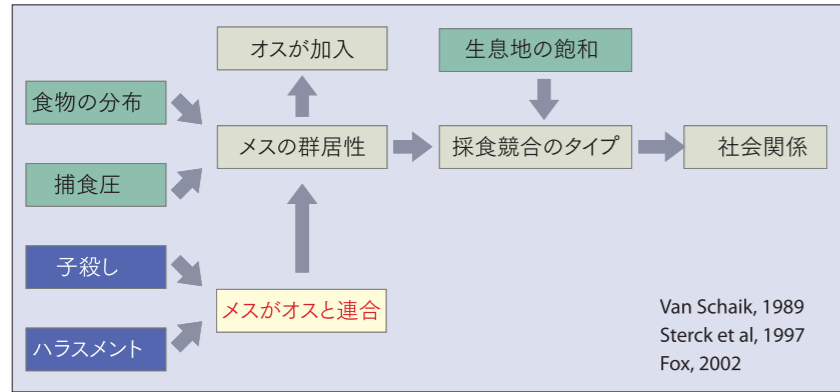 オスが加入
生息地の飽和
食物の分布
メスの群居性
採食競合のタイプ
社会関係
捕食圧
子殺し
メスがオスと連合
ハラスメント
Van Schaik, 1989
Sterck et al, 1997
Fox, 2002